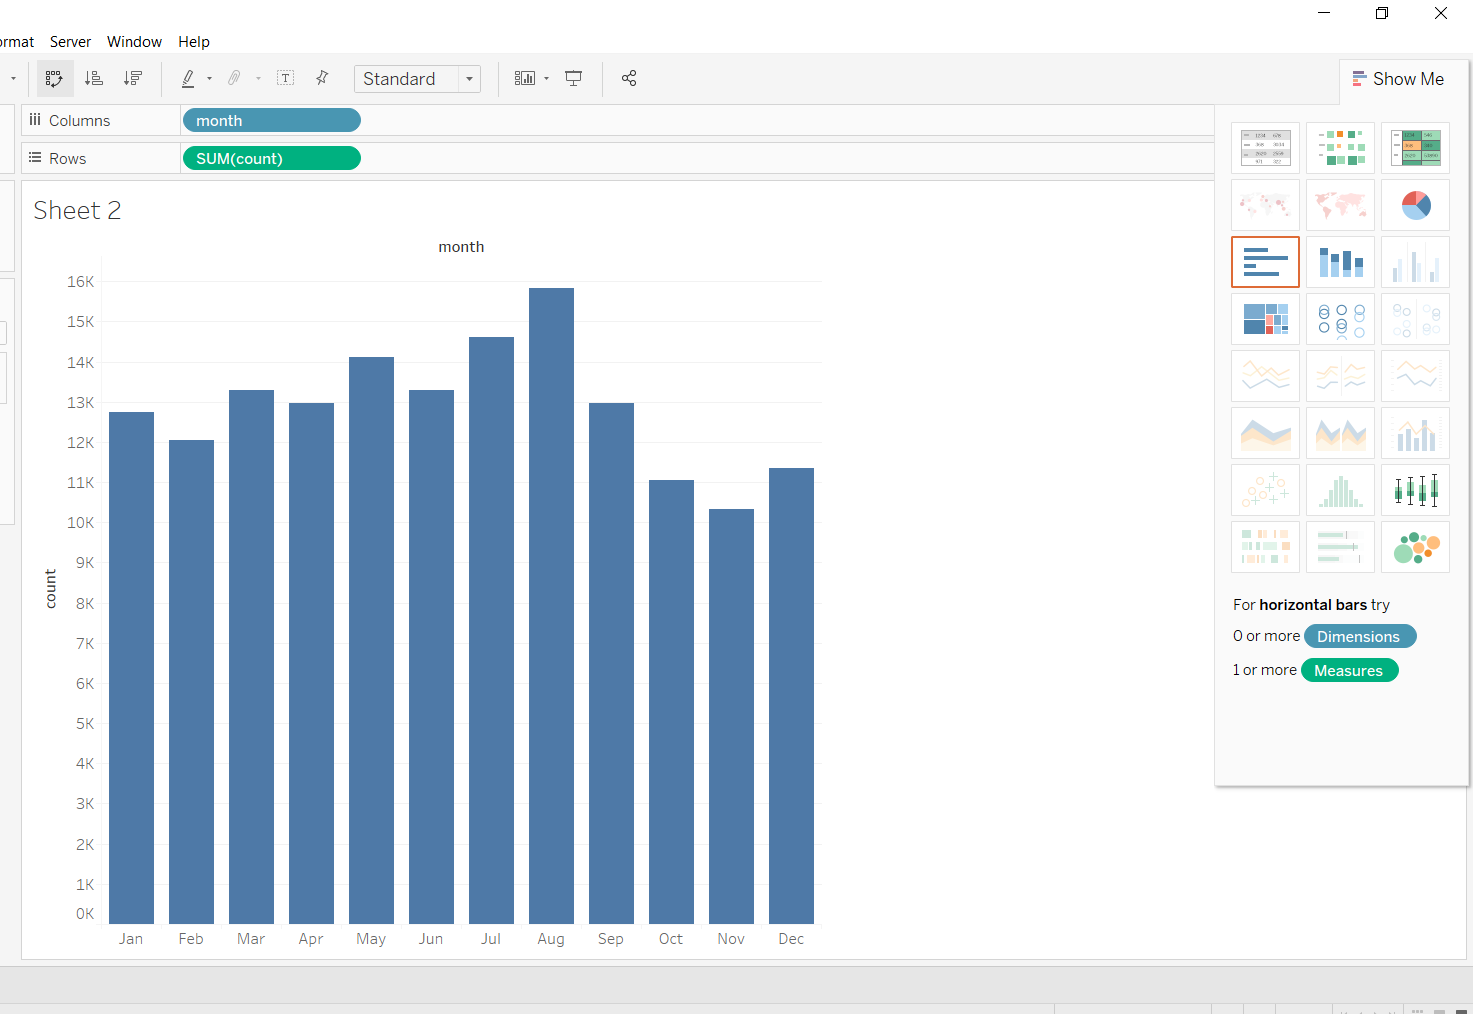 ormat Server Window Help
Standard
Show Me
Columns month
Rows SUM(count)
Sheet 2
month
16K
15K
14K
13K
12K
11K
10K
9K
8K
7K
6K
5K
4K
3K
2K
1K
0K
count
Jan Feb Mar Apr May Jun Jul Aug Sep Oct Nov Dec
For horizontal bars try
0 or more Dimensions
1 or more Measures